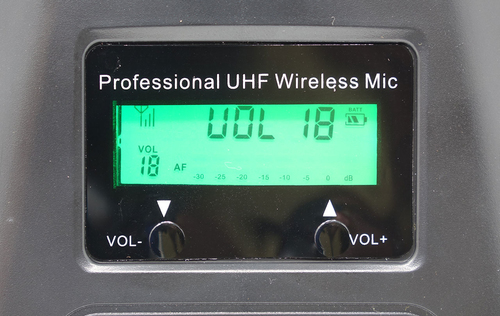 Professional UHF Wireless Mic
VOL 18
BATT
VOL
18
AF -30 -25 -20 -15 -10 -5 0 dB
VOL- VOL+